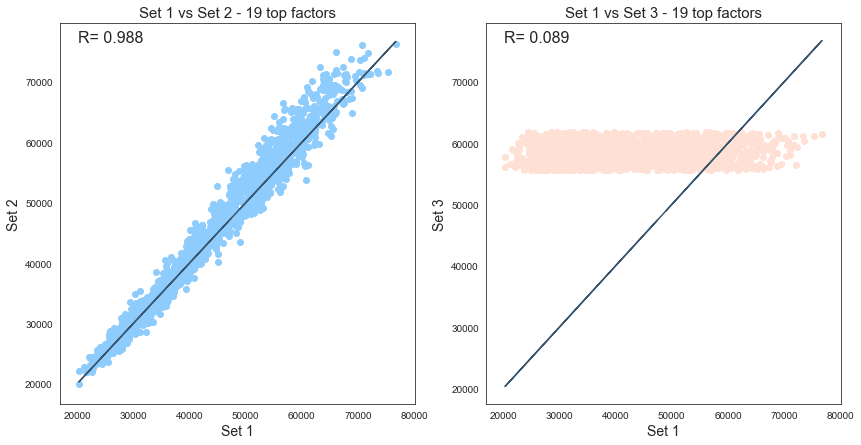 Set 1 vs Set 2 - 19 top factors
R= 0.988
70000
60000
50000
40000
30000
20000
Set 2
20000 30000 40000 50000 60000 70000 80000
Set 1
Set 1 vs Set 3 - 19 top factors
R= 0.089
70000
60000
50000
40000
30000
20000
Set 3
20000 30000 40000 50000 60000 70000 80000
Set 1